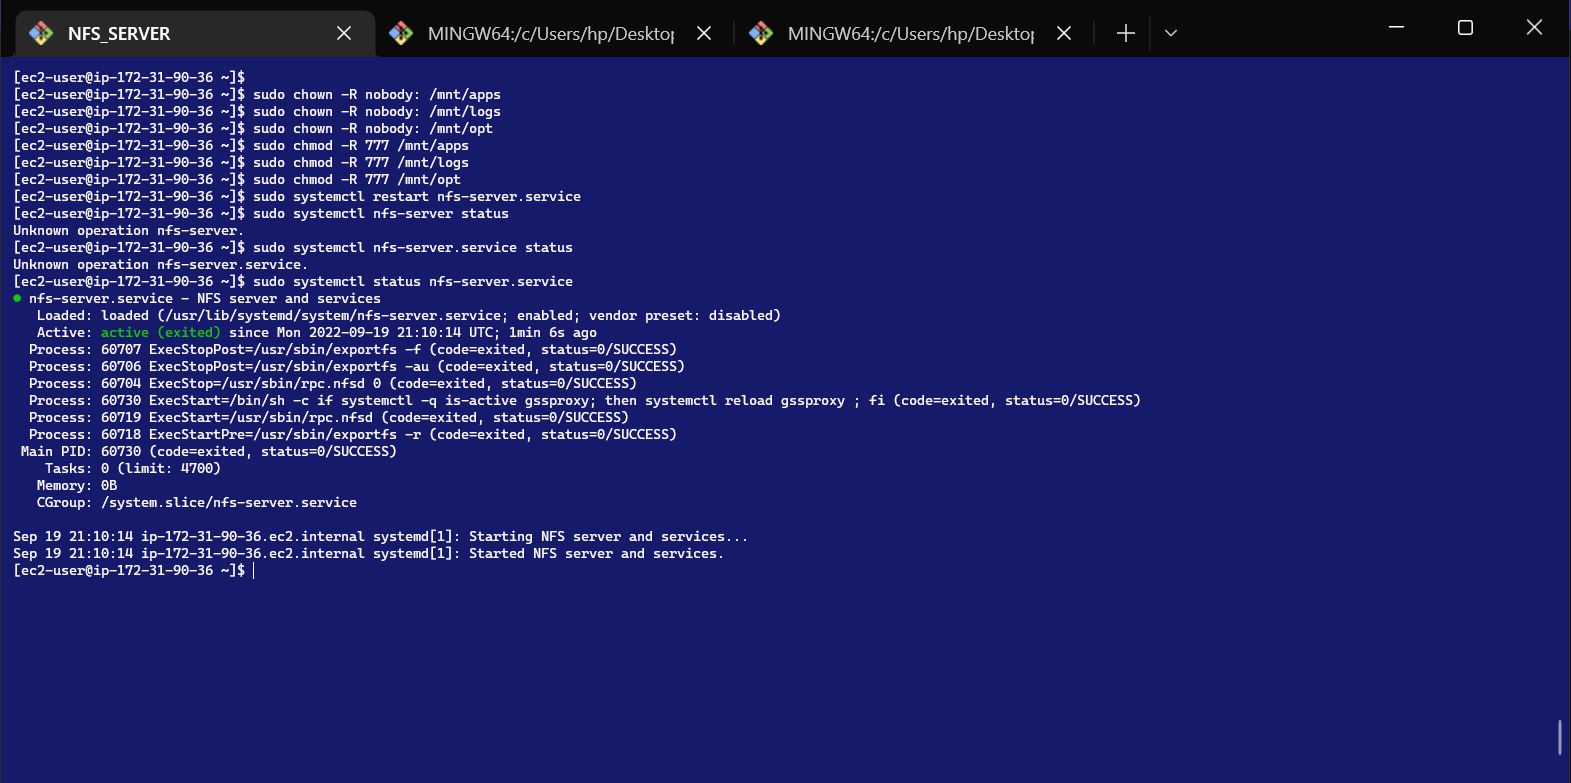 NFS_SERVER
MINGW64:/c/Users/hp/Desktop
MINGW64:/c/Users/hp/Desktop
[ec2-user@ip-172-31-90-36 ~]$
[ec2-user@ip-172-31-90-36 ~]$ sudo chown -R nobody: /mnt/apps
[ec2-user@ip-172-31-90-36 ~]$ sudo chown -R nobody: /mnt/logs
[ec2-user@ip-172-31-90-36 ~]$ sudo chown -R nobody: /mnt/opt
[ec2-user@ip-172-31-90-36 ~]$ sudo chmod -R 777 /mnt/apps
[ec2-user@ip-172-31-90-36 ~]$ sudo chmod -R 777 /mnt/logs
[ec2-user@ip-172-31-90-36 ~]$ sudo chmod -R 777 /mnt/opt
[ec2-user@ip-172-31-90-36 ~]$ sudo systemctl restart nfs-server.service
[ec2-user@ip-172-31-90-36 ~]$ sudo systemctl nfs-server status
Unknown operation nfs-server.
[ec2-user@ip-172-31-90-36 ~]$ sudo systemctl nfs-server.service status
Unknown operation nfs-server.service.
[ec2-user@ip-172-31-90-36 ~]$ sudo systemctl status nfs-server.service
● nfs-server.service - NFS server and services
Loaded: loaded (/usr/lib/systemd/system/nfs-server.service; enabled; vendor preset: disabled)
Active: active (exited) since Mon 2022-09-19 21:10:14 UTC; 1min 6s ago
Process: 60707 ExecStopPost=/usr/sbin/exportfs -f (code=exited, status=0/SUCCESS)
Process: 60706 ExecStopPost=/usr/sbin/exportfs -au (code=exited, status=0/SUCCESS)
Process: 60704 ExecStop=/usr/sbin/rpc.nfsd 0 (code=exited, status=0/SUCCESS)
Process: 60730 ExecStart=/bin/sh -c if systemctl -q is-active gssproxy; then systemctl reload gssproxy ; fi (code=exited, status=0/SUCCESS)
Process: 60719 ExecStart=/usr/sbin/rpc.nfsd (code=exited, status=0/SUCCESS)
Process: 60718 ExecStartPre=/usr/sbin/exportfs -r (code=exited, status=0/SUCCESS)
Main PID: 60730 (code=exited, status=0/SUCCESS)
Tasks: 0 (limit: 4700)
Memory: 0B
CGroup: /system.slice/nfs-server.service
Sep 19 21:10:14 ip-172-31-90-36.ec2.internal systemd[1]: Starting NFS server and services...
Sep 19 21:10:14 ip-172-31-90-36.ec2.internal systemd[1]: Started NFS server and services.
[ec2-user@ip-172-31-90-36 ~]$